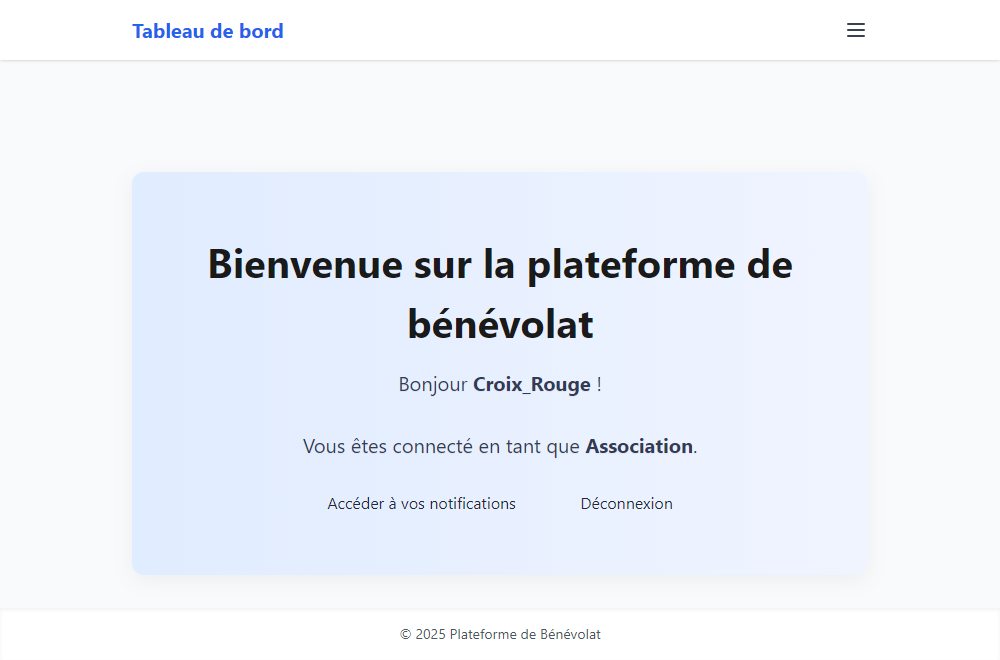 Tableau de bord
Bienvenue sur la plateforme de
bénévolat
Bonjour Croix_Rouge !
Vous êtes connecté en tant que Association.
Accéder à vos notifications
Déconnexion
© 2025 Plateforme de Bénévolat